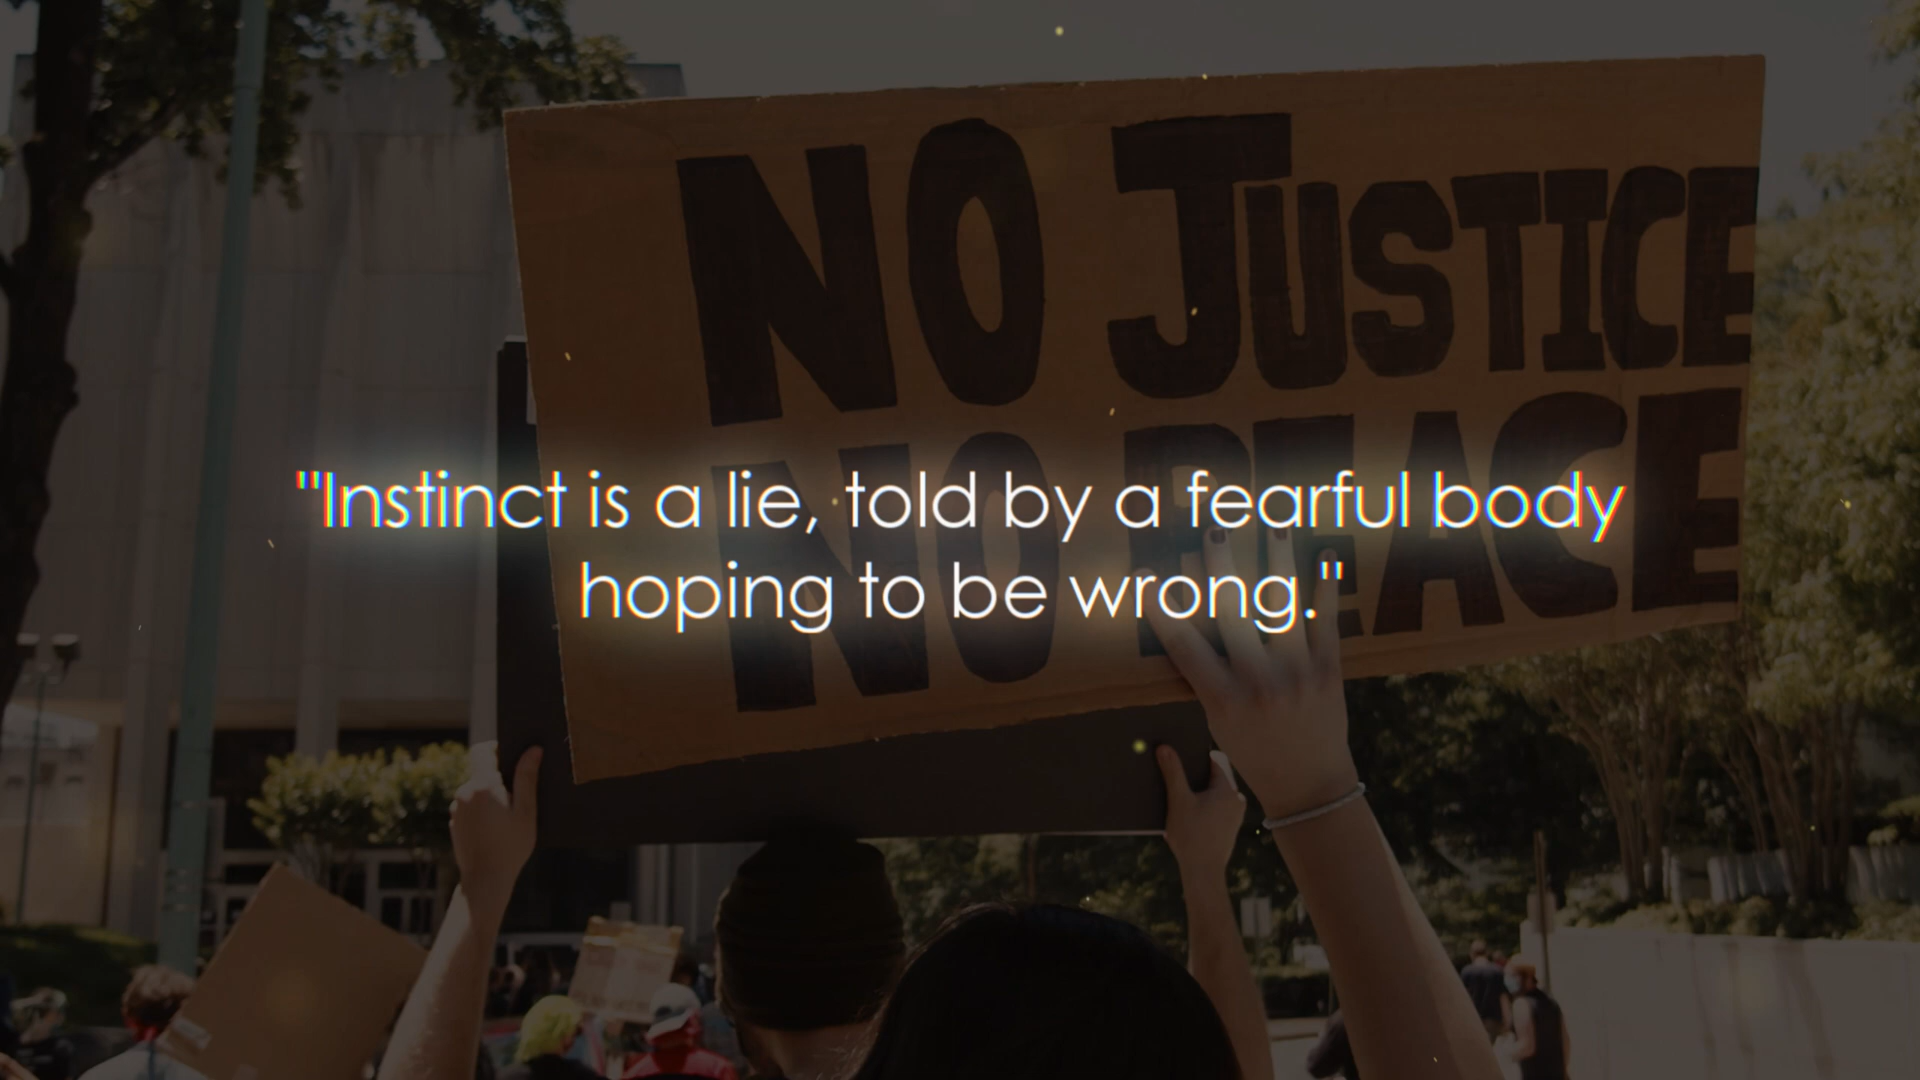 NO JUSTICE
NO PEACE
"Instinct is a lie, told by a fearful body
hoping to be wrong."